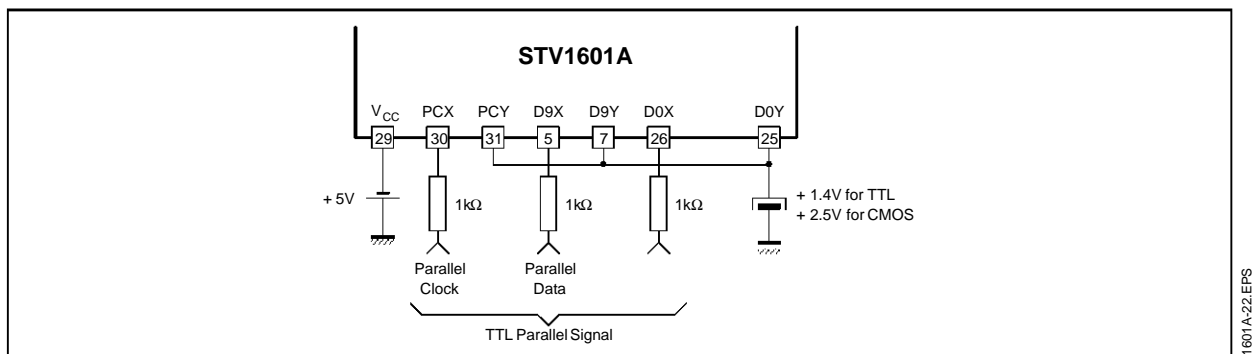 STV1601A
VCC PCX PCY D9X D9Y D0X D0Y
29 30 31 5 7 26 25
+ 5V 1kΩ 1kΩ 1kΩ + 1.4V for TTL
+ 2.5V for CMOS
Parallel Clock
Parallel Data
TTL Parallel Signal
1601A-22.EPS